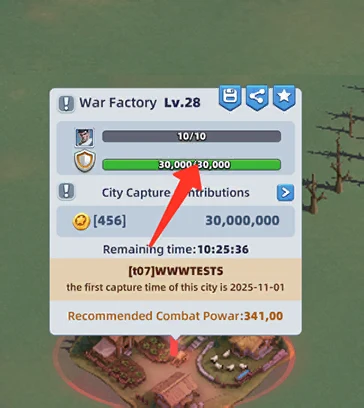 War Factory Lv.28
10/10
30,000/30,000
City Capture
[456] 30,000,000
Remaining time:10:25:36
[t07]WWWTESTS
the first capture time of this city is 2025-11-01
Recommended Combat Powar:341,00